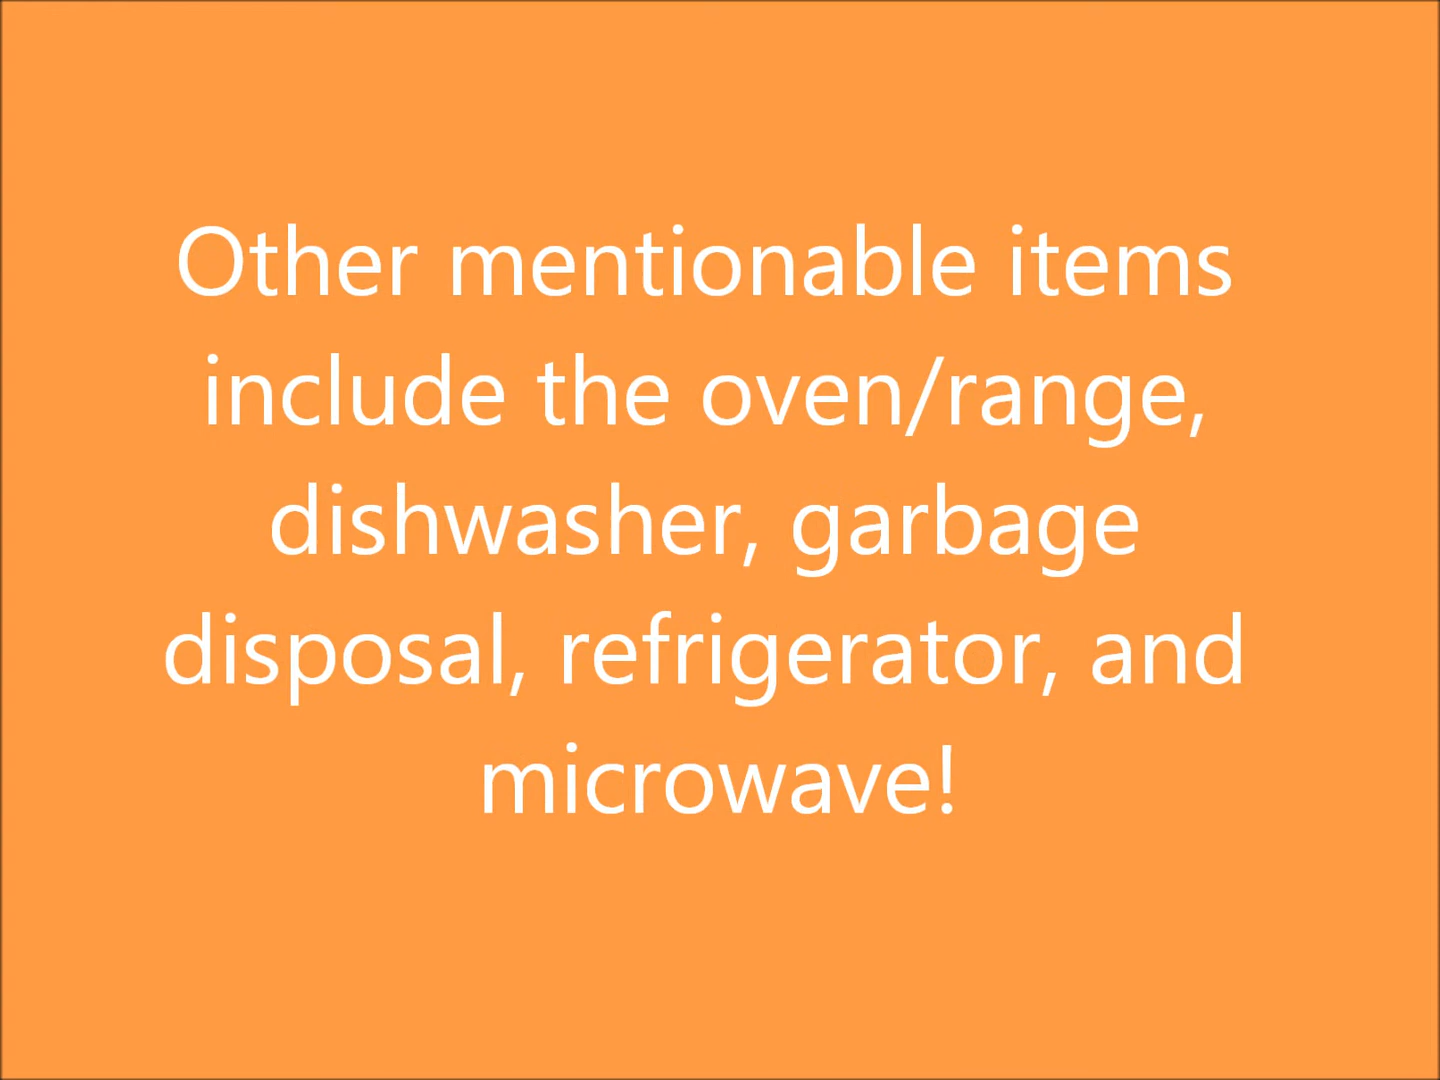 Other mentionable items
include the oven/range,
dishwasher, garbage
disposal, refrigerator, and
microwave!